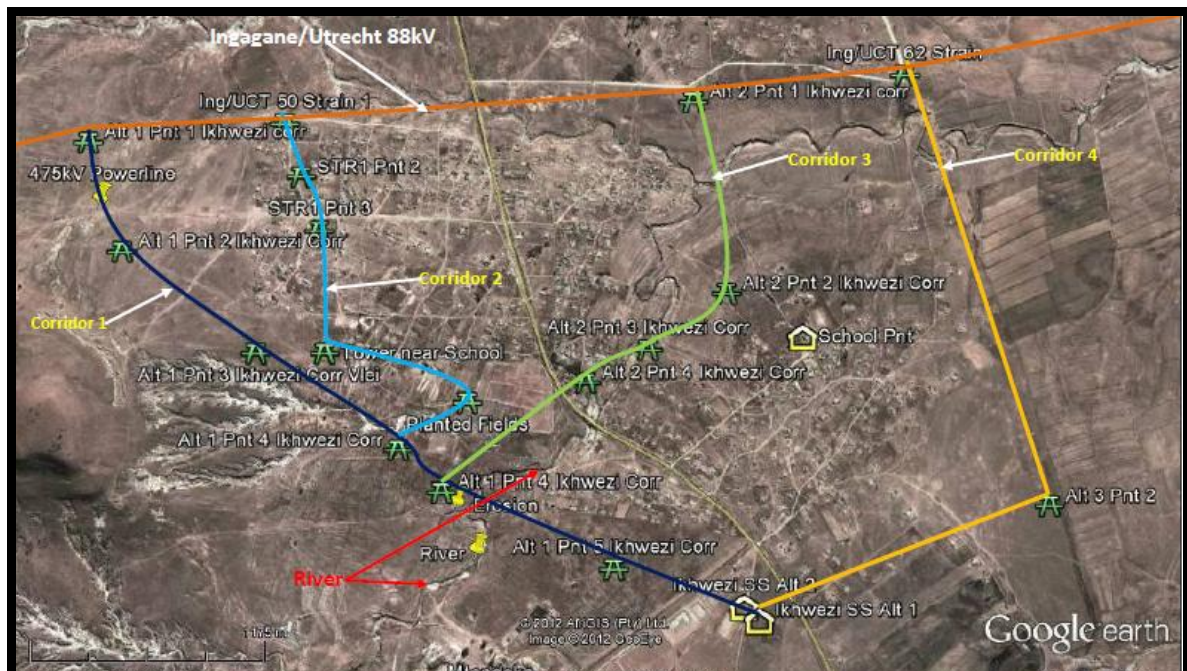 Ingagane/Utrecht 88kV
Ing/UCT 62 Strain
Ing/UCT 50 Strain 1
Alt 2 Pnt 1 Ikhwezi corr
Alt 1 Pnt 1 Ikhwezi corr
Corridor 3
Corridor 4
475kV Powerline
STR1 Pnt 2
STR1 Pnt 3
Alt 1 Pnt 2 Ikhwezi Corr
Corridor 2
Alt 2 Pnt 2 Ikhwezi Corr
Corridor 1
Alt 2 Pnt 3 Ikhwezi Corr
School Pnt
Tower near School
Alt 1 Pnt 3 Ikhwezi Corr Vlei
Alt 2 Pnt 4 Ikhwezi Corr
Planted Fields
Alt 1 Pnt 4 Ikhwezi Corr
Alt 1 Pnt 4 Ikhwezi Corr
Erosion
Alt 3 Pnt 2
River
Alt 1 Pnt 5 Ikhwezi Corr
River
Ikhwezi SS Alt 2
Ikhwezi SS Alt 1
© 2012 AfriGIS (Pty) Ltd.
Image © 2012 GeoEye
Google earth